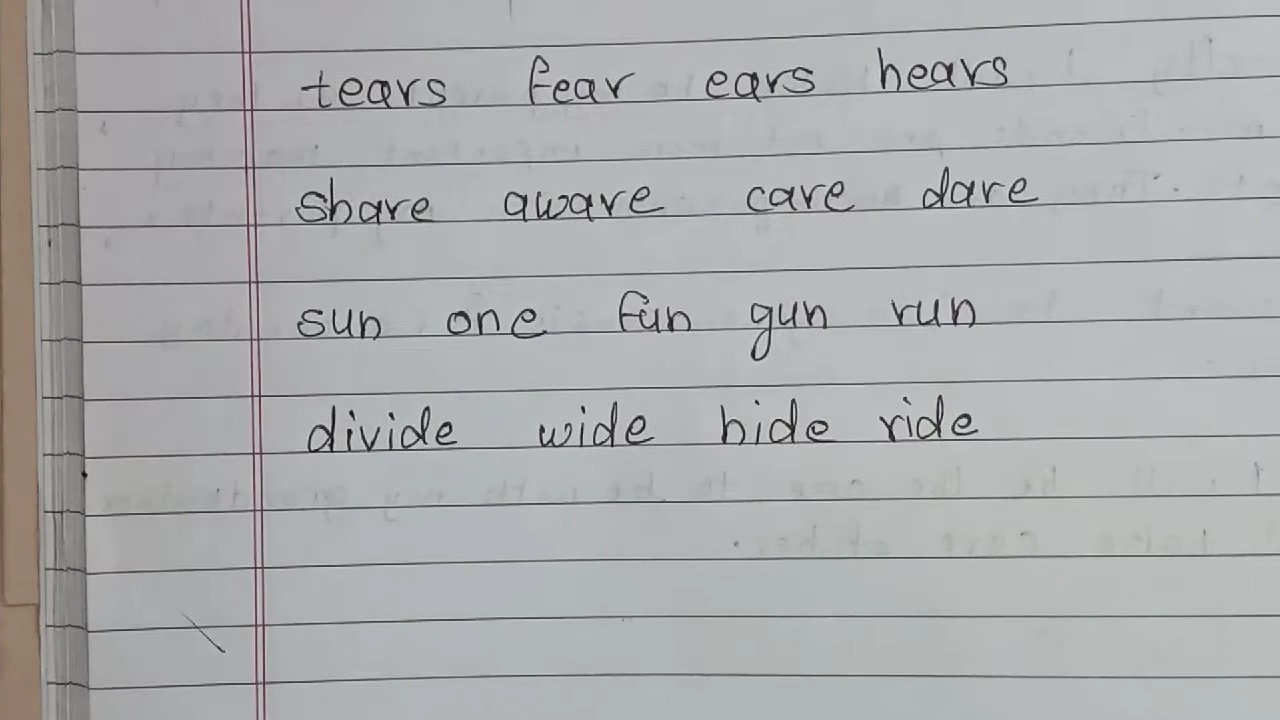 tears fear ears hears
share aware care dare
sun one fun gun run
divide wide hide ride